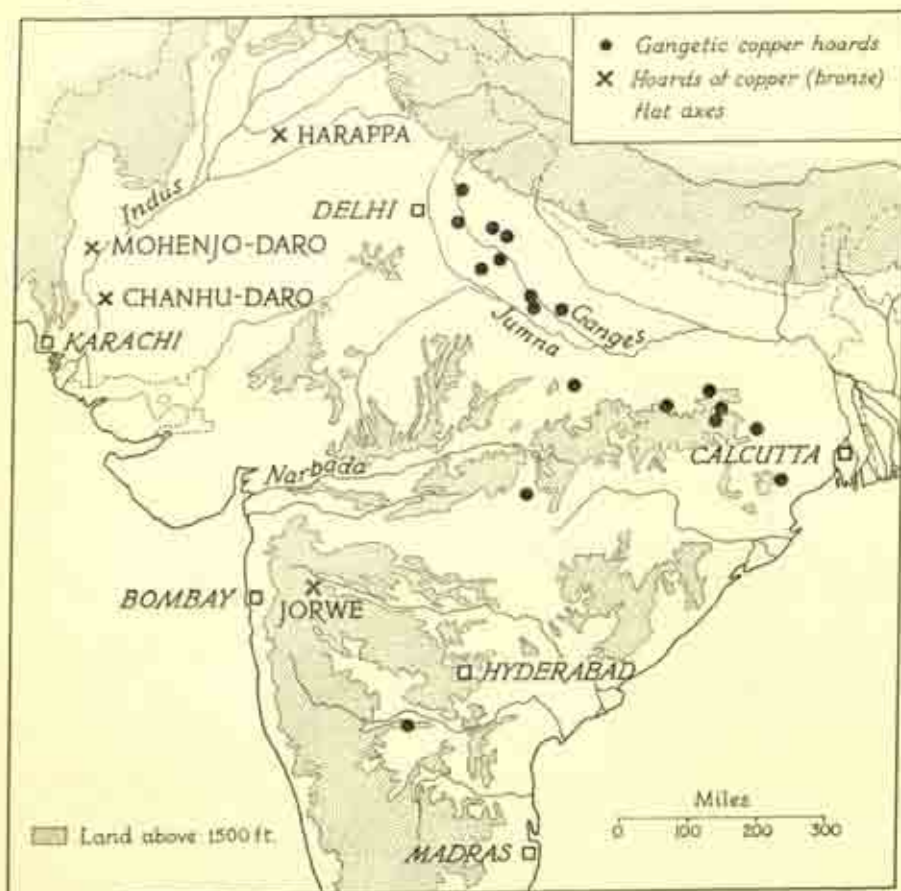 Gangetic copper hoards
Hoards of copper (bronze)
flat axes
HARAPPA
Indus
DELHI
MOHENJO-DARO
CHANHU-DARO
KARACHI
Ganges
Jumna
CALCUTTA
Narbada
BOMBAY
JORWE
HYDERABAD
Miles
0 100 200 300
Land above 1500 ft.
MADRAS